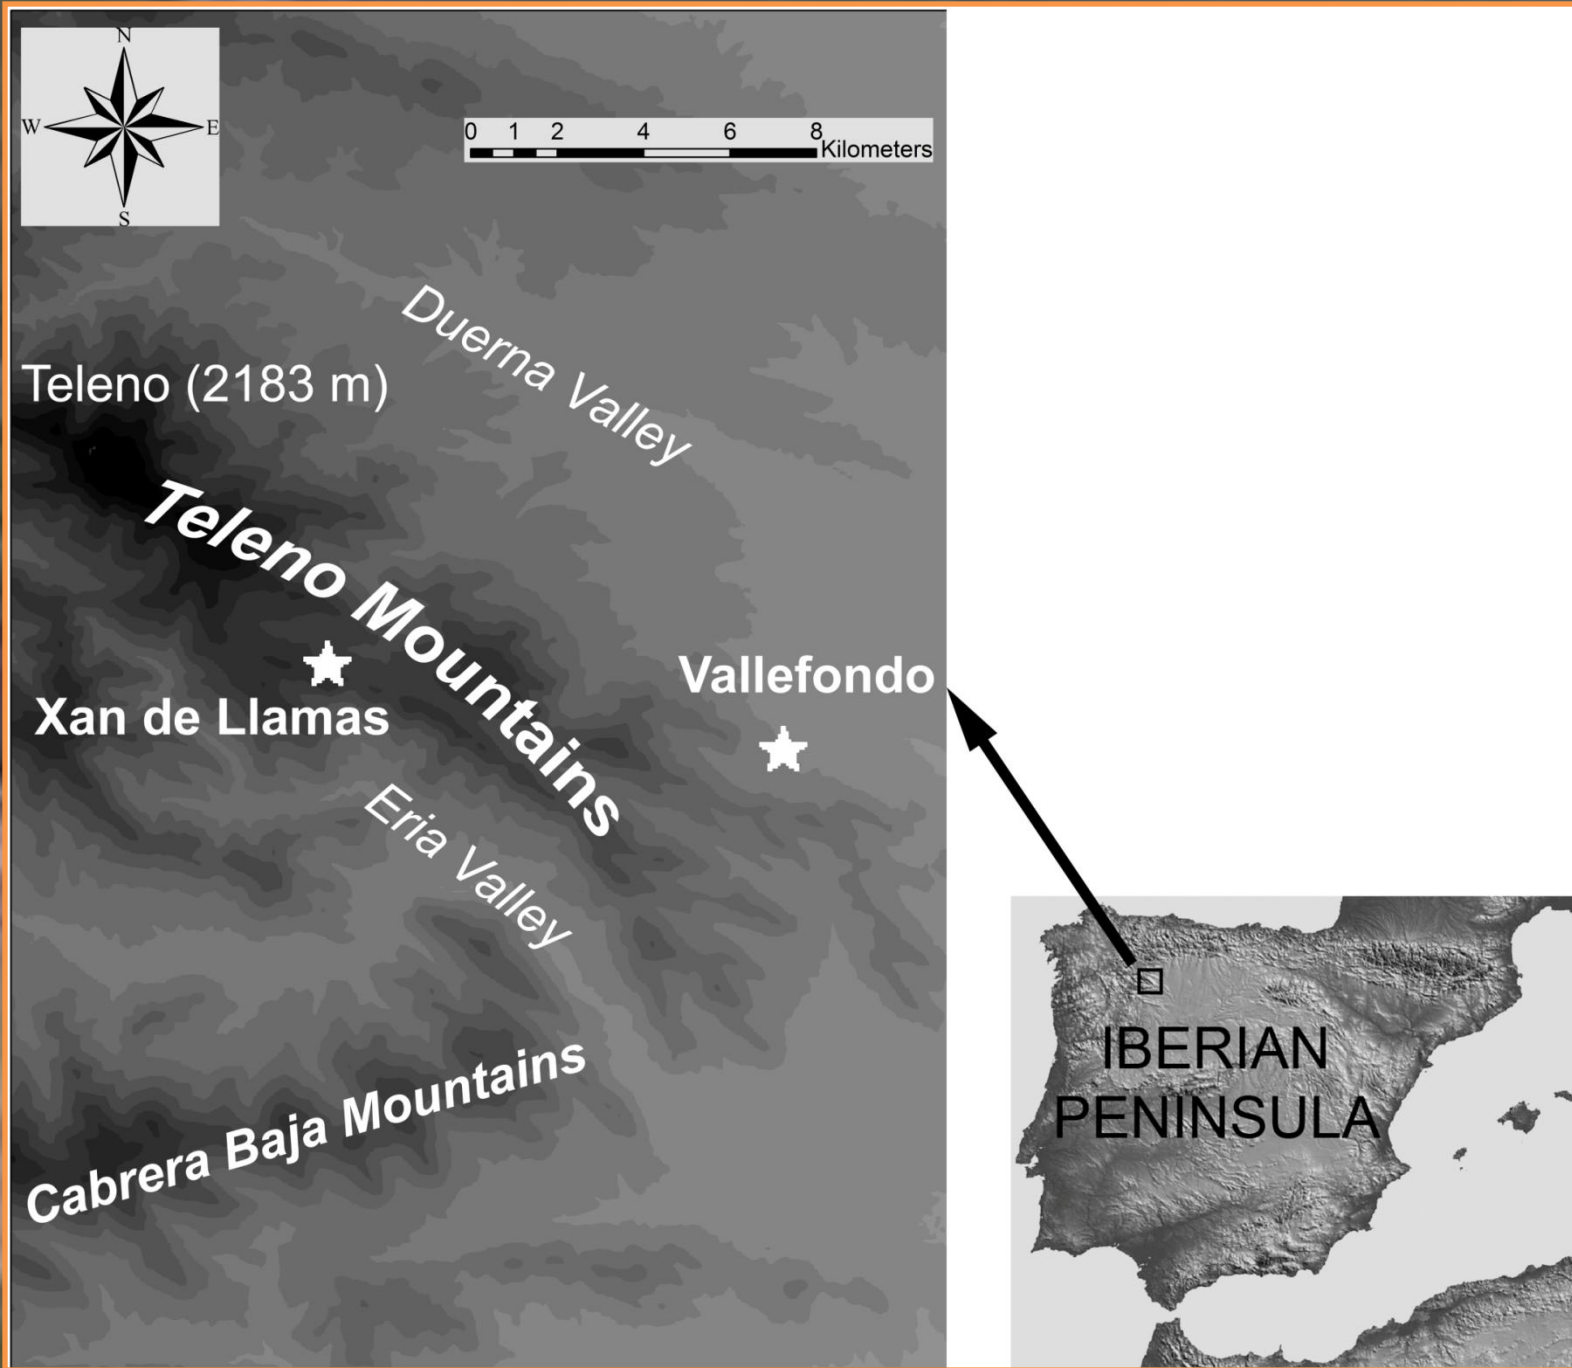 N
W E
S
0 1 2 4 6 8
Kilometers
Duerna Valley
Teleno (2183 m)
Teleno Mountains
Vallefondo
Xan de Llamas
Eria Valley
Cabrera Baja Mountains
IBERIAN
PENINSULA